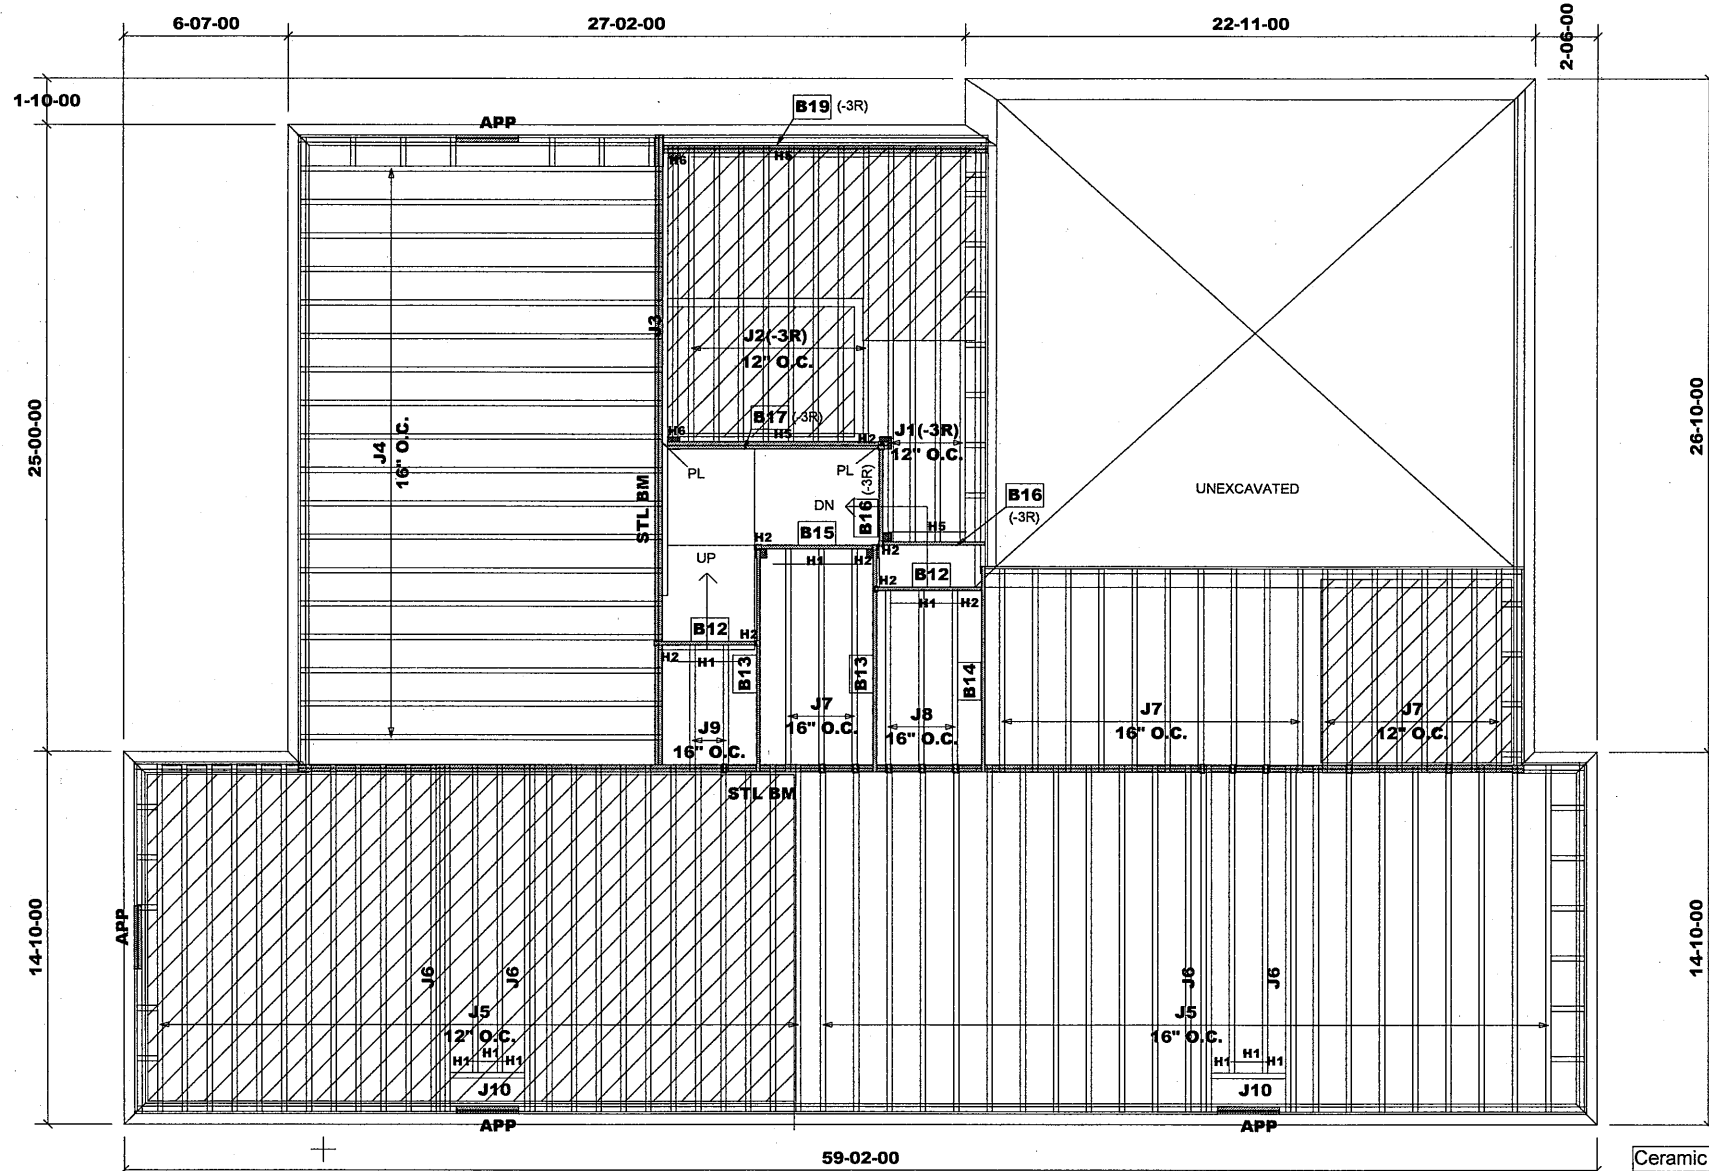 6-07-00
27-02-00
22-11-00
2-06-00
1-10-00
B19 (-3R)
APP
H6
H5
J3
J2(-3R)
12" O.C.
B17 (-3R)
H6
H5
H2
J1(-3R)
12" O.C.
J4
16" O.C.
25-00-00
26-10-00
PL
PL
B16 (-3R)
STL BM
DN
UNEXCAVATED
B16
(-3R)
H5
H2
B15
H2
UP
H1
H2
B12
H2
H1
H2
B12
H2
H2
H1
B13
B13
B14
J9
16" O.C.
J7
16" O.C.
J8
16" O.C.
J7
16" O.C.
J7
12" O.C.
STL BM
14-10-00
APP
J6
J6
J5
12" O.C.
H1
H1
H1
J10
APP
J6
J6
J5
16" O.C.
H1
H1
H1
J10
APP
14-10-00
59-02-00
Ceramic